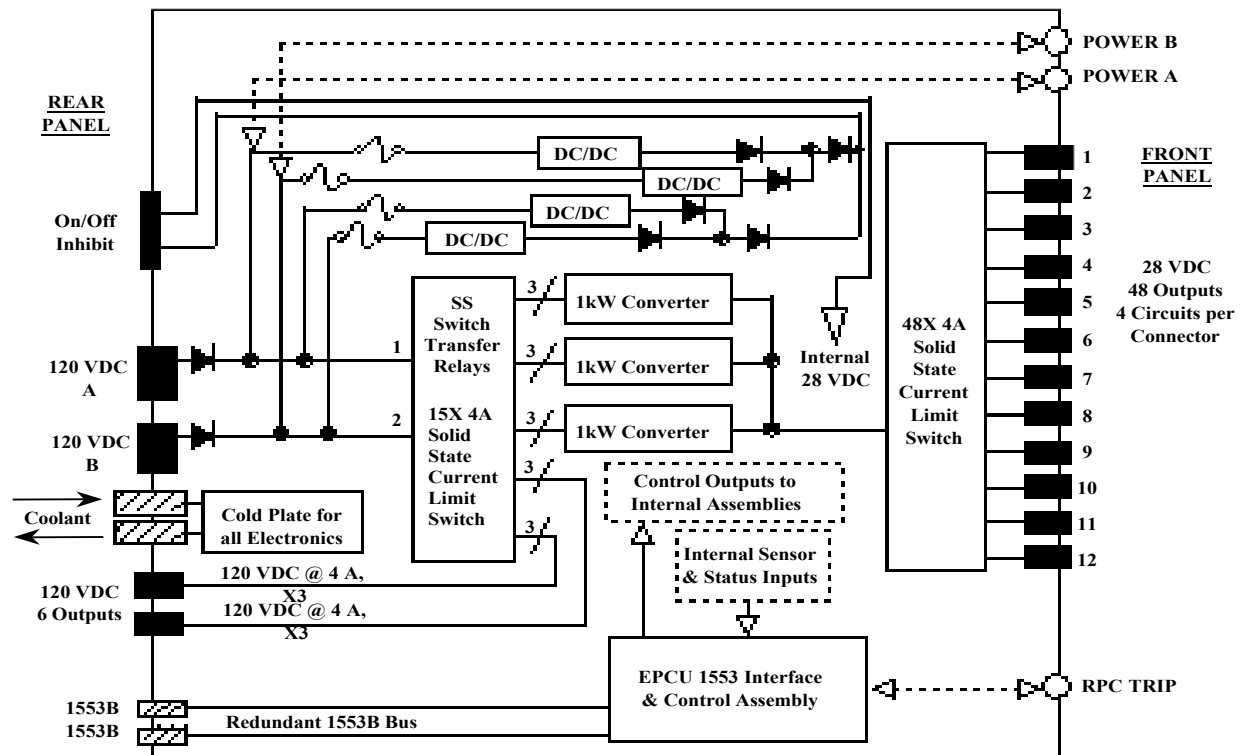 POWER B
POWER A
REAR
PANEL
On/Off
Inhibit
120 VDC
A
120 VDC
B
Coolant
120 VDC
6 Outputs
1553B
1553B
DC/DC
DC/DC
DC/DC
DC/DC
1
2
SS
Switch
Transfer
Relays
15X 4A
Solid
State
Current
Limit
Switch
3
3
3
3
3
1kW Converter
1kW Converter
1kW Converter
Internal
28 VDC
Cold Plate for
all Electronics
120 VDC @ 4 A,
X3
120 VDC @ 4 A,
X3
Redundant 1553B Bus
Control Outputs to
Internal Assemblies
Internal Sensor
& Status Inputs
EPCU 1553 Interface
& Control Assembly
48X 4A
Solid
State
Current
Limit
Switch
1
2
3
4
5
6
7
8
9
10
11
12
FRONT
PANEL
28 VDC
48 Outputs
4 Circuits per
Connector
RPC TRIP